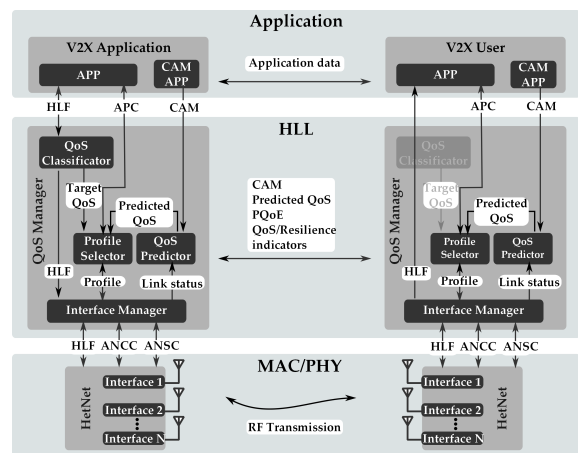 Application
V2X Application
V2X User
APP
CAM
APP
Application data
APP
CAM
APP
HLF
APC
CAM
APC
CAM
HLL
QoS Manager
QoS
Classificator
Target
QoS
Predicted
QoS
Profile
Selector
QoS
Predictor
HLF
Profile
Link status
Interface Manager
CAM
Predicted QoS
PQoE
QoS/Resilience
indicators
QoS Manager
QoS
Classificator
Target
QoS
Predicted
QoS
Profile
Selector
QoS
Predictor
HLF
Profile
Link status
Interface Manager
HLF
ANCC
ANSC
HLF
ANCC
ANSC
MAC/PHY
HetNet
Interface 1
Interface 2
Interface N
RF Transmission
Interface 1
Interface 2
Interface N
HetNet